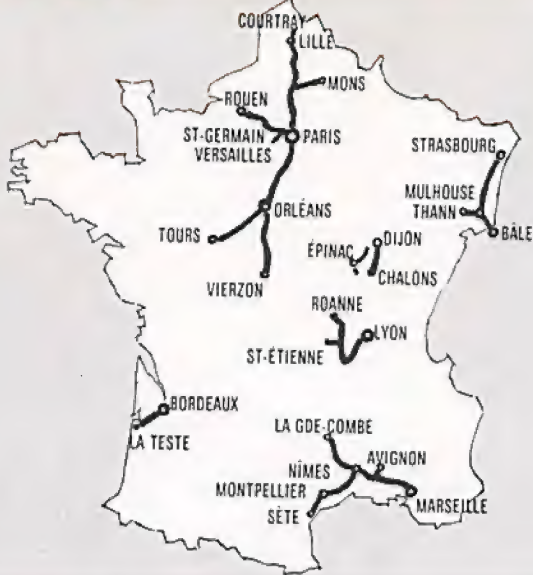 COURTRAY
LILLE
MONS
ROUEN
ST-GERMAIN
PARIS
VERSAILLES
STRASBOURG
MULHOUSE
THANN
BÂLE
ORLÉANS
TOURS
VIERZON
ÉPINAC
DIJON
CHALONS
ROANNE
LYON
ST-ÉTIENNE
BORDEAUX
LA TESTE
LA GDE-COMBE
AVIGNON
NÎMES
MONTPELLIER
MARSEILLE
SÈTE